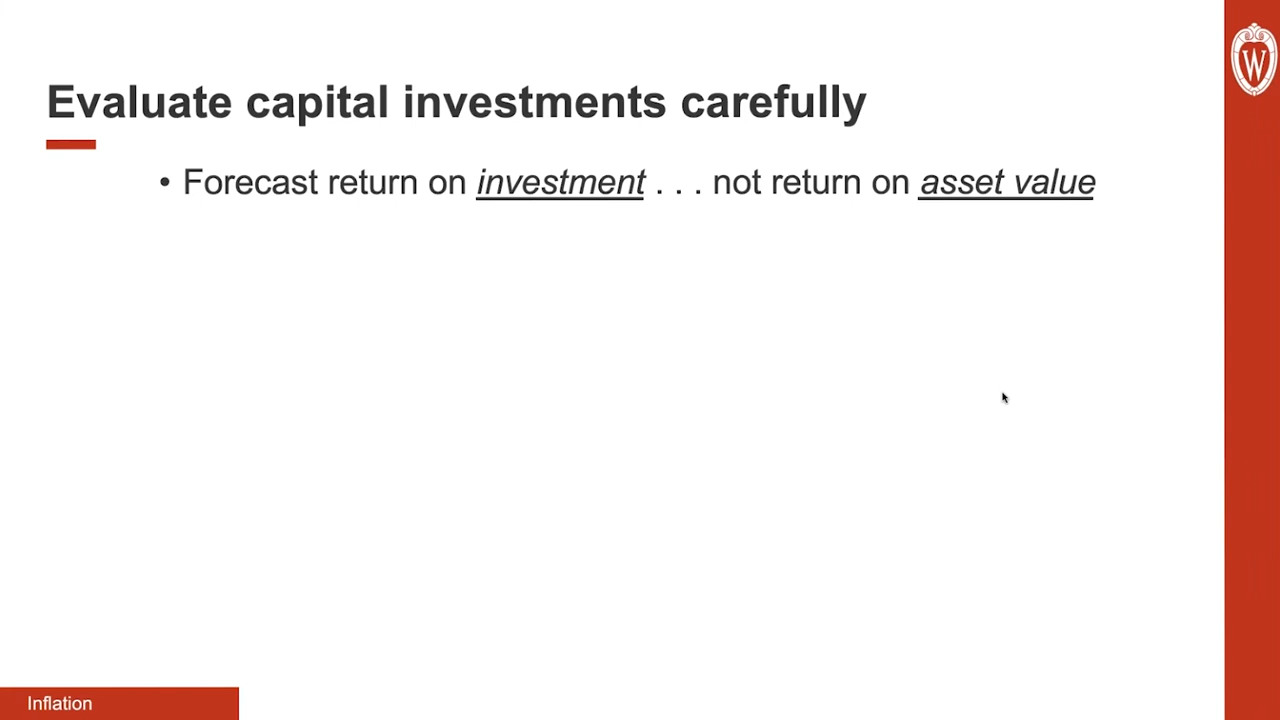 Evaluate capital investments carefully
• Forecast return on investment . . . not return on asset value
Inflation
W